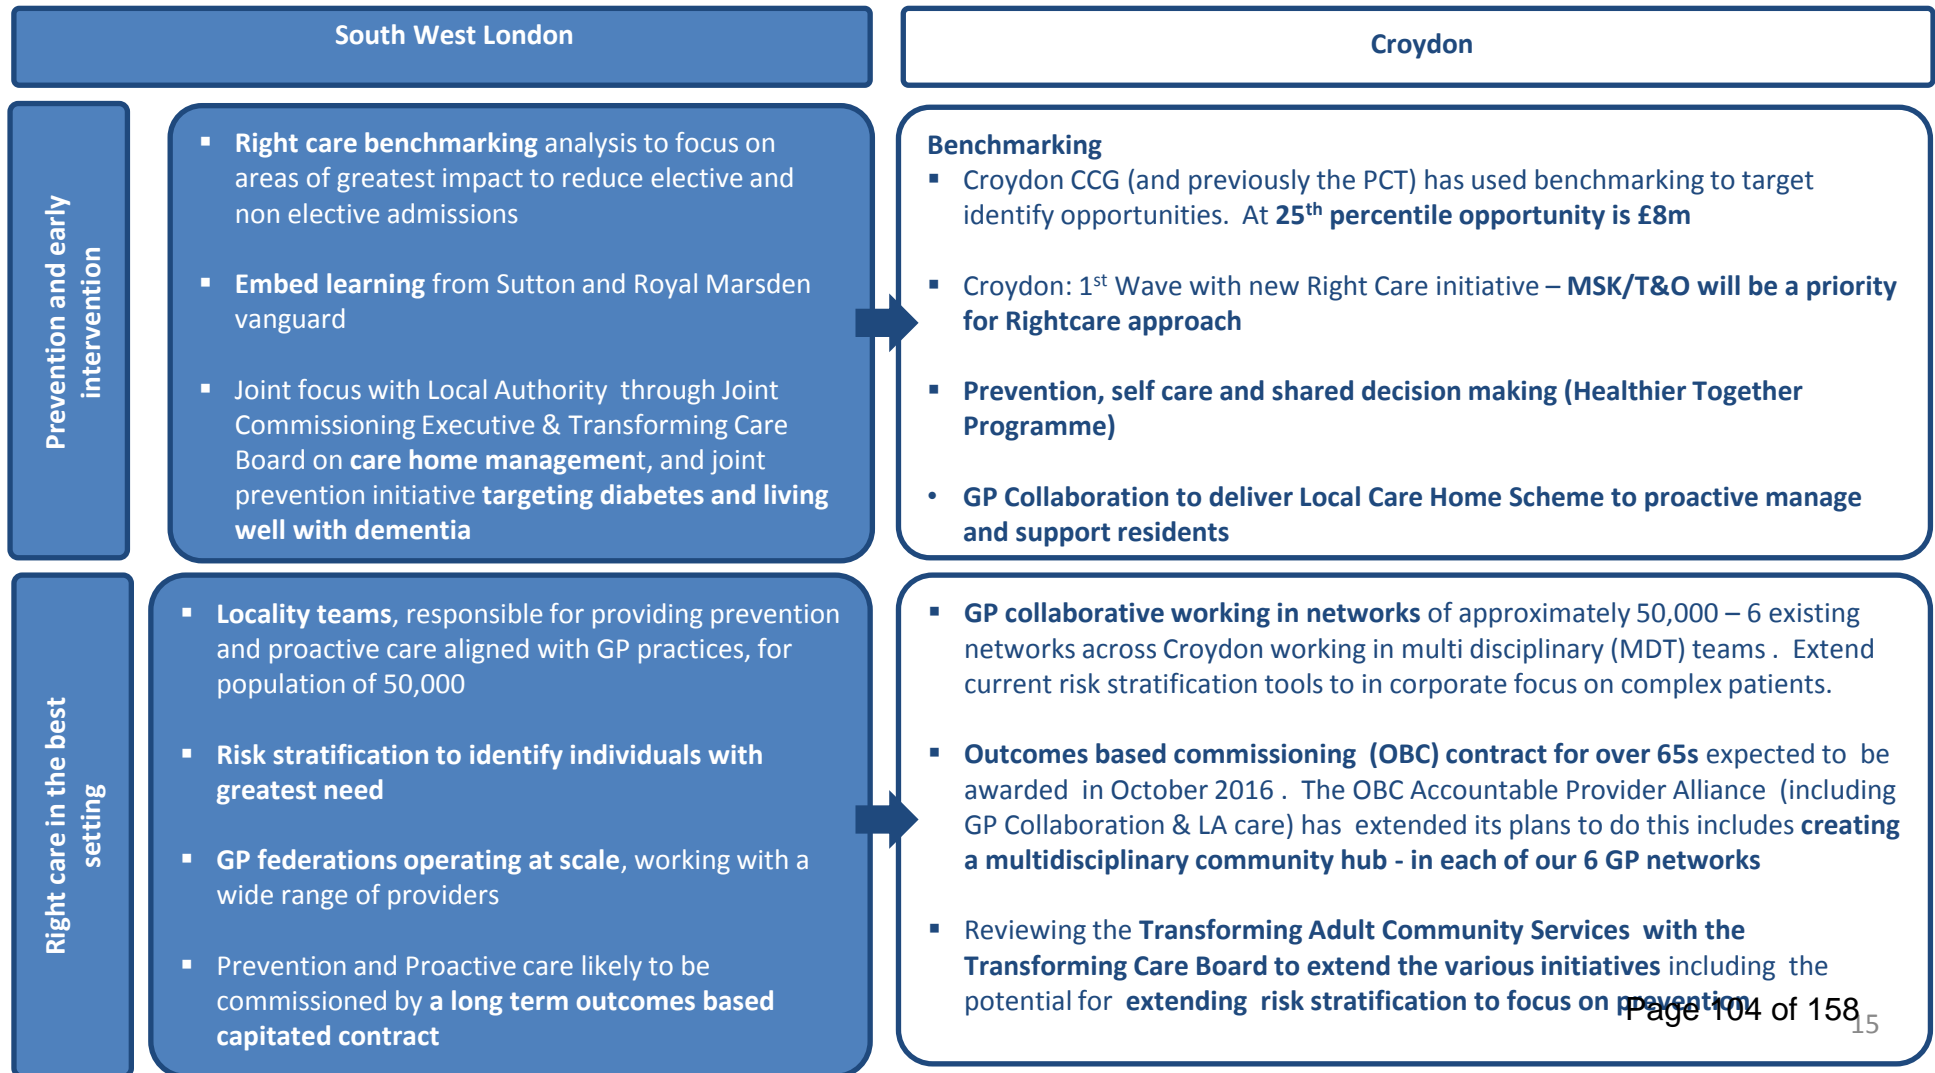 South West London
Croydon
Prevention and early
intervention
▪ Right care benchmarking analysis to focus on
areas of greatest impact to reduce elective and
non elective admissions
▪ Embed learning from Sutton and Royal Marsden
vanguard
▪ Joint focus with Local Authority through Joint
Commissioning Executive & Transforming Care
Board on care home management, and joint
prevention initiative targeting diabetes and living
well with dementia
Benchmarking
▪ Croydon CCG (and previously the PCT) has used benchmarking to target
identify opportunities. At 25th percentile opportunity is £8m
▪ Croydon: 1st Wave with new Right Care initiative – MSK/T&O will be a priority
for Rightcare approach
▪ Prevention, self care and shared decision making (Healthier Together
Programme)
• GP Collaboration to deliver Local Care Home Scheme to proactive manage
and support residents
Right care in the best
setting
▪ Locality teams, responsible for providing prevention
and proactive care aligned with GP practices, for
population of 50,000
▪ Risk stratification to identify individuals with
greatest need
▪ GP federations operating at scale, working with a
wide range of providers
▪ Prevention and Proactive care likely to be
commissioned by a long term outcomes based
capitated contract
▪ GP collaborative working in networks of approximately 50,000 – 6 existing
networks across Croydon working in multi disciplinary (MDT) teams . Extend
current risk stratification tools to in corporate focus on complex patients.
▪ Outcomes based commissioning (OBC) contract for over 65s expected to be
awarded in October 2016 . The OBC Accountable Provider Alliance (including
GP Collaboration & LA care) has extended its plans to do this includes creating
a multidisciplinary community hub - in each of our 6 GP networks
▪ Reviewing the Transforming Adult Community Services with the
Transforming Care Board to extend the various initiatives including the
potential for extending risk stratification to focus on prevention
Page 104 of 158
15